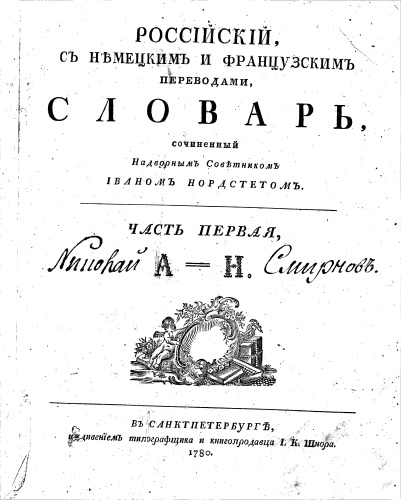 РОССІЙСКІЙ,
СЪ НѢМЕЦКИМЪ И ФРАНЦУЗСКИМЪ
ПЕРЕВОДАМИ,
СЛОВАРЬ,
сочиненный
Надворнымъ Совѣтникомъ
ІВАНОМЪ НОРДСТЕТОМЪ.
ЧАСТЬ ПЕРВАЯ,
Николай А — Н. Смирновъ.
ВЪ САНКТПЕТЕРБУРГѢ,
иждивеніемъ типографщика и книгопродавца І. К. Шнора.
1780.